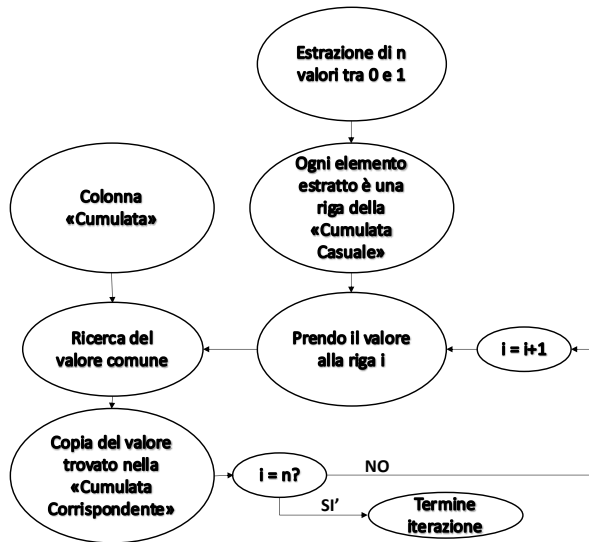 Estrazione di n
valori tra 0 e 1
Ogni elemento
estratto è una
riga della
«Cumulata
Casuale»
Colonna
«Cumulata»
Ricerca del
valore comune
Prendo il valore
alla riga i
i = i+1
Copia del valore
trovato nella
«Cumulata
Corrispondente»
i = n?
NO
SI’
Termine
iterazione